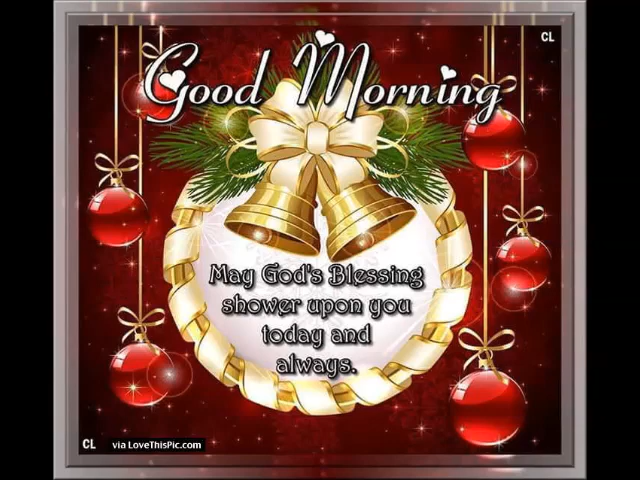 CL
Good Morning
May God's Blessing
shower upon you
today and
always.
CL via LoveThisPic.com